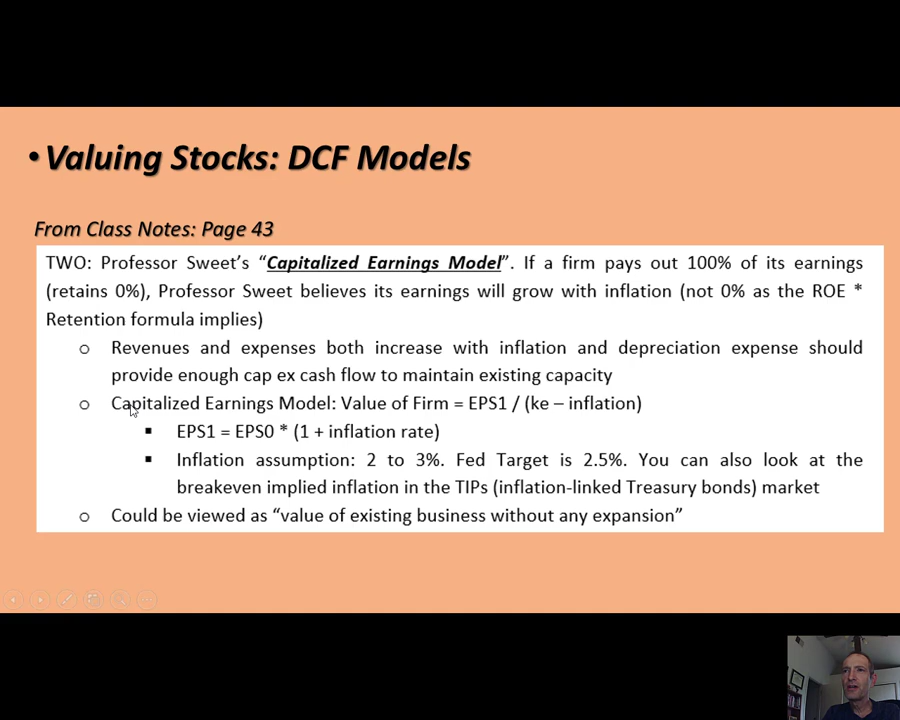 • Valuing Stocks: DCF Models
From Class Notes: Page 43
TWO: Professor Sweet's “Capitalized Earnings Model”. If a firm pays out 100% of its earnings
(retains 0%), Professor Sweet believes its earnings will grow with inflation (not 0% as the ROE *
Retention formula implies)
o Revenues and expenses both increase with inflation and depreciation expense should
provide enough cap ex cash flow to maintain existing capacity
o Capitalized Earnings Model: Value of Firm = EPS1 / (ke – inflation)
▪ EPS1 = EPS0 * (1 + inflation rate)
▪ Inflation assumption: 2 to 3%. Fed Target is 2.5%. You can also look at the
breakeven implied inflation in the TIPs (inflation-linked Treasury bonds) market
o Could be viewed as “value of existing business without any expansion”